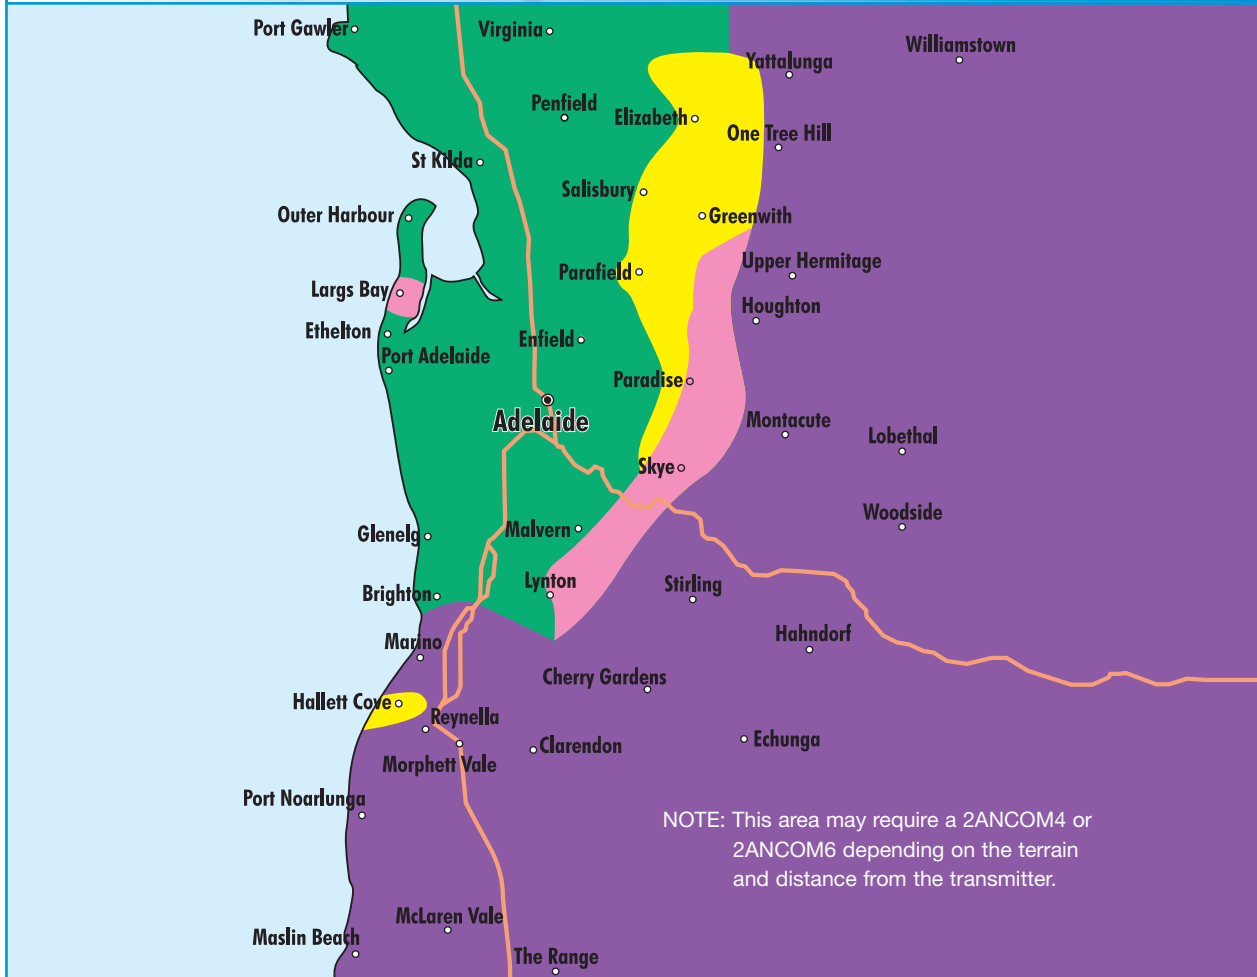 Port Gawler
Virginia
Williamstown
Yattalunga
Penfield
Elizabeth
One Tree Hill
St Kilda
Salisbury
Outer Harbour
Greenwith
Upper Hermitage
Parafield
Largs Bay
Houghton
Ethelton
Enfield
Port Adelaide
Paradise
Adelaide
Montacute
Lobethal
Skye
Woodside
Malvern
Glenelg
Lynton
Stirling
Brighton
Hahndorf
Marino
Cherry Gardens
Hallett Cove
Reynella
Clarendon
Echunga
Morphett Vale
Port Noarlunga
NOTE: This area may require a 2ANCOM4 or
2ANCOM6 depending on the terrain
and distance from the transmitter.
McLaren Vale
Maslin Beach
The Range